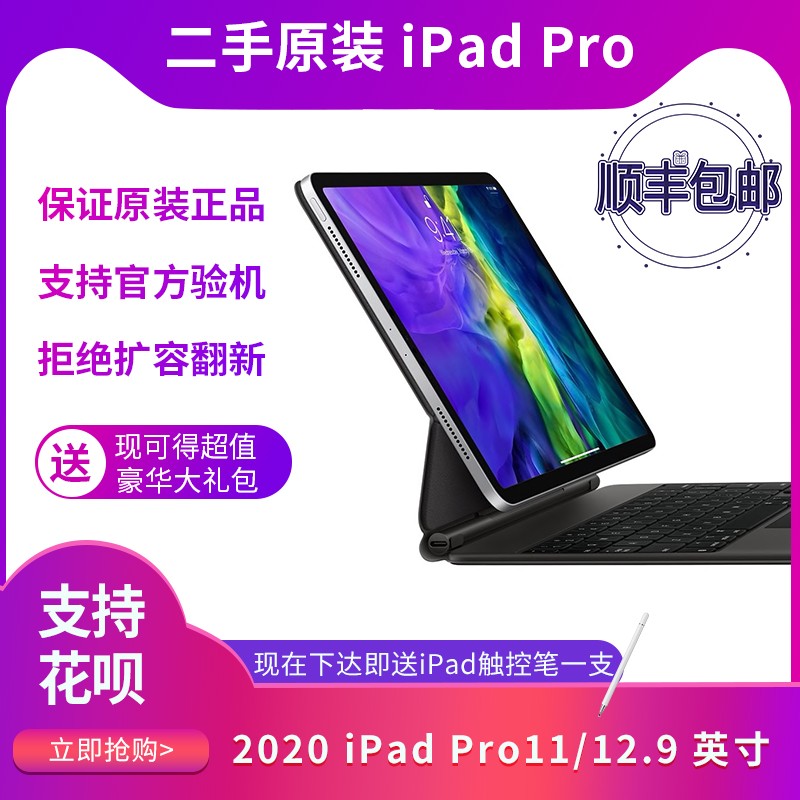 二手原装 iPad Pro
顺丰包邮
保证原装正品
支持官方验机
拒绝扩容翻新
送
现可得超值
豪华大礼包
9:41
支持
花呗
现在下达即送iPad触控笔一支
立即抢购>
2020 iPad Pro11/12.9 英寸